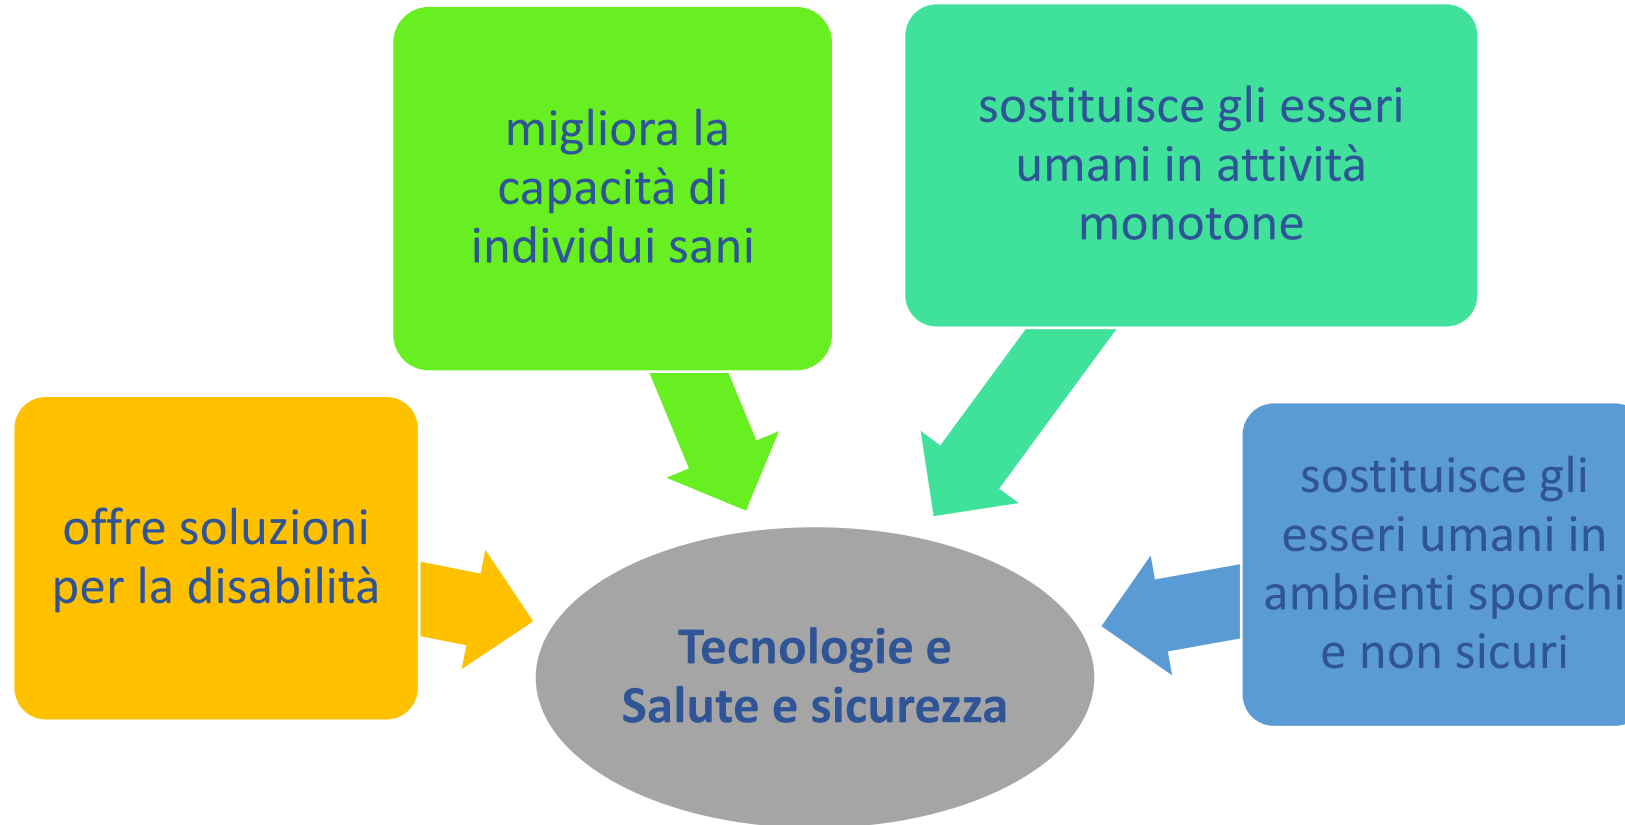 migliora la
capacità di
individui sani
sostituisce gli esseri
umani in attività
monotone
offre soluzioni
per la disabilità
sostituisce gli
esseri umani in
ambienti sporchi
e non sicuri
Tecnologie e
Salute e sicurezza